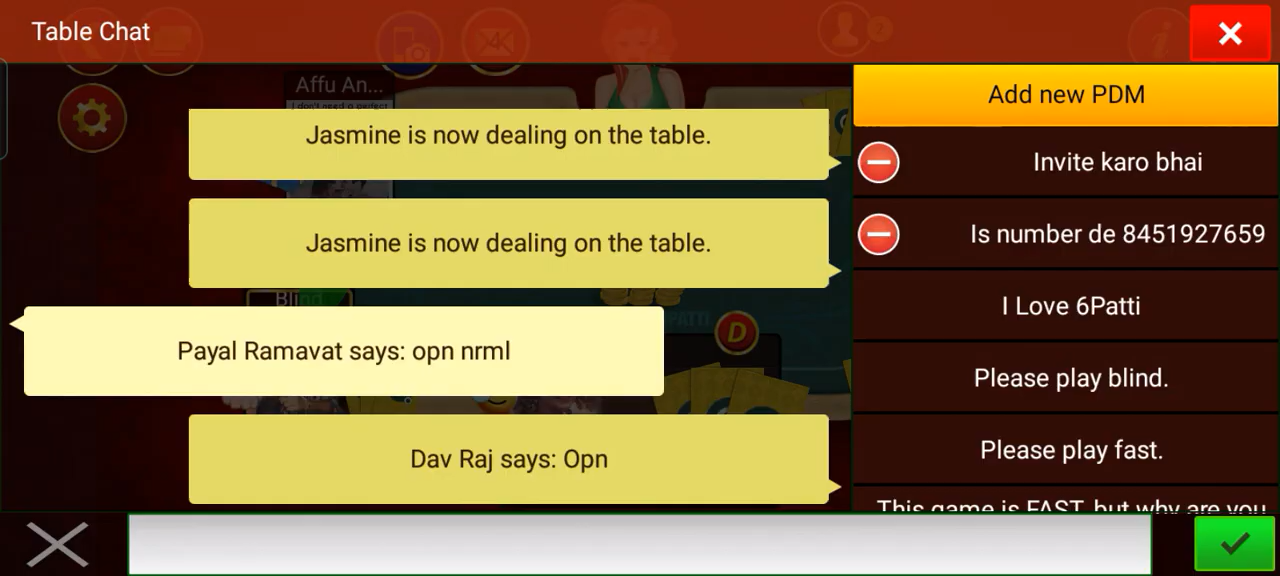 Table Chat
Affu An...
Add new PDM
Jasmine is now dealing on the table.
Invite karo bhai
Jasmine is now dealing on the table.
Is number de 8451927659
Blind
I Love 6Patti
PATTI
D
Payal Ramavat says: opn nrml
Please play blind.
Dav Raj says: Opn
Please play fast.
This game is FAST, but why are you